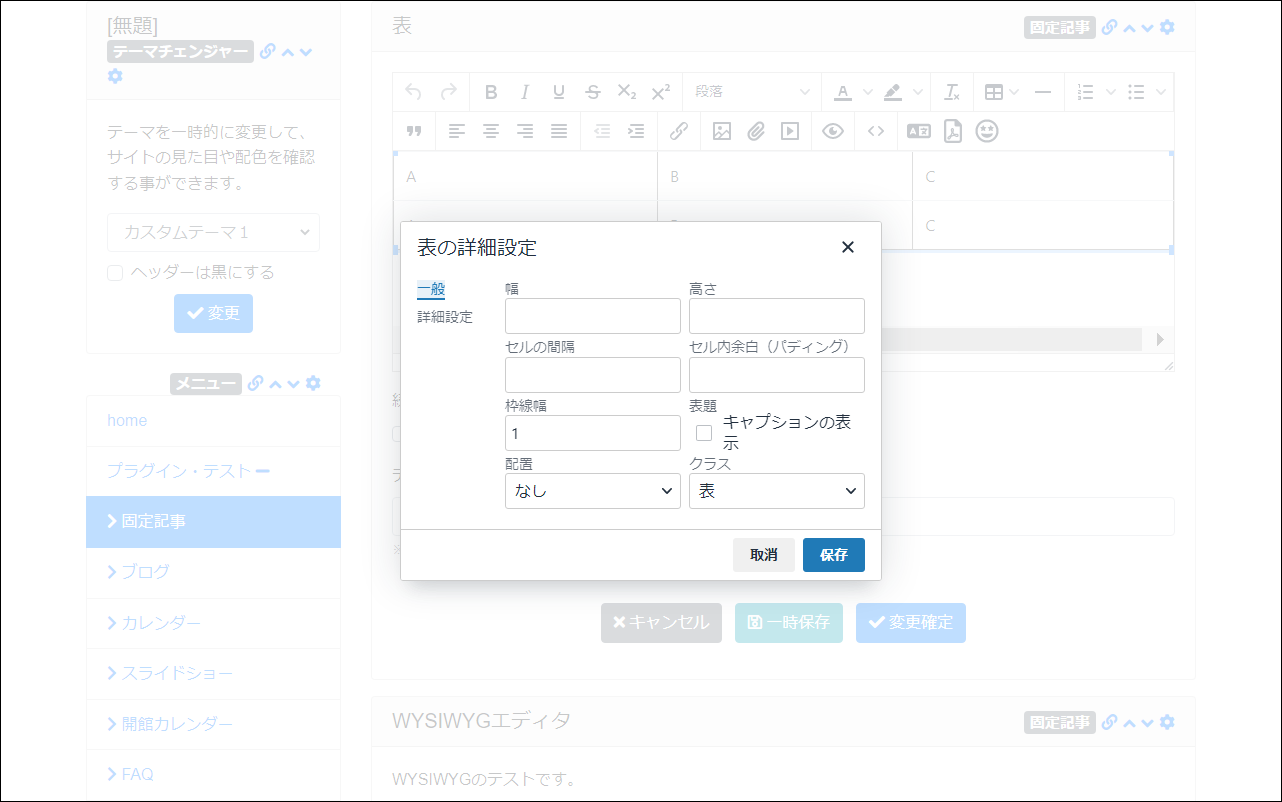 [無題]
テーマチェンジャー
テーマを一時的に変更して、
サイトの見た目や配色を確認
する事ができます。
カスタムテーマ１
ヘッダーは黒にする
変更
メニュー
home
プラグイン・テスト
固定記事
ブログ
カレンダー
スライドショー
開館カレンダー
FAQ
表
固定記事
段落
A B C
C
表の詳細設定
一般
詳細設定
幅
高さ
セルの間隔
セル内余白（パディング）
枠線幅
1
表題
キャプションの表
示
配置
なし
クラス
表
取消
保存
キャンセル
一時保存
変更確定
WYSIWYGエディタ
固定記事
WYSIWYGのテストです。